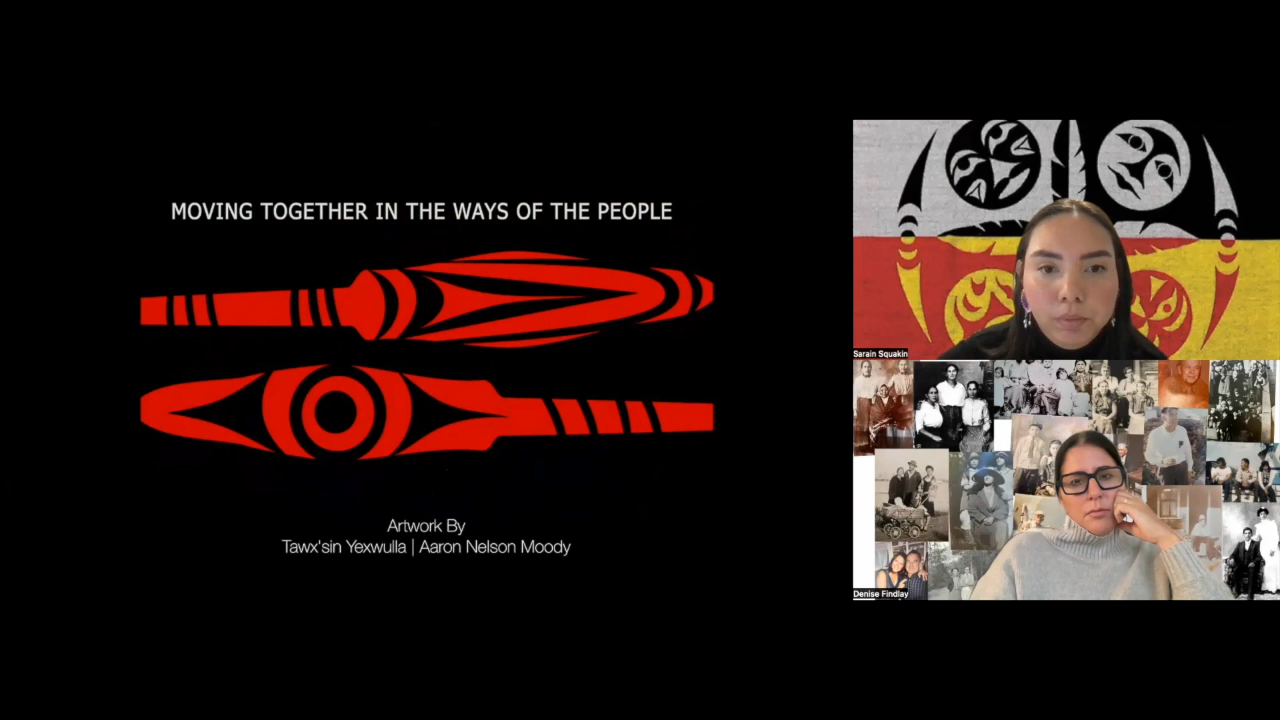 MOVING TOGETHER IN THE WAYS OF THE PEOPLE
Artwork By
Tawx'sin Yexwulla | Aaron Nelson Moody
Sarain Squakin
Denise Findlay